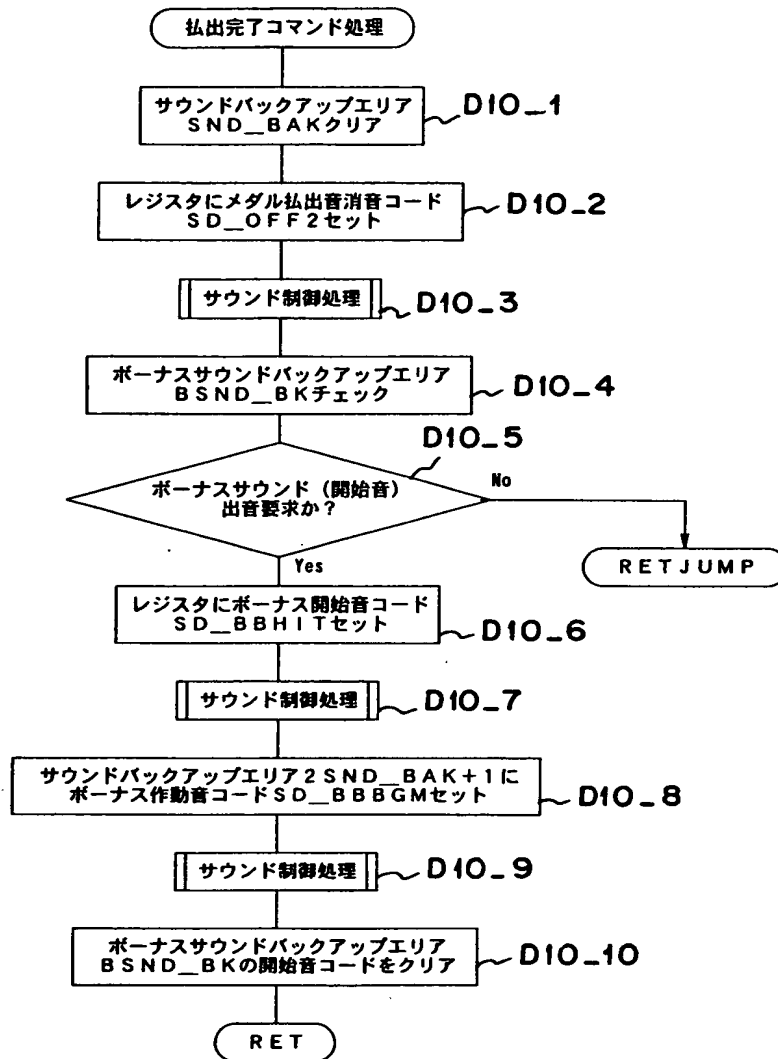 払出完了コマンド処理
サウンドバックアップエリア
SND__BAKクリア
D10_1
レジスタにメダル払出音消音コード
SD__OFF2セット
D10_2
サウンド制御処理
D10_3
ボーナスサウンドバックアップエリア
BSND__BKチェック
D10_4
D10_5
ボーナスサウンド(開始音)
出音要求か?
No
RETJUMP
Yes
レジスタにボーナス開始音コード
SD__BBHITセット
D10_6
サウンド制御処理
D10_7
サウンドバックアップエリア2SND__BAK+1に
ボーナス作動音コードSD__BBBGMセット
D10_8
サウンド制御処理
D10_9
ボーナスサウンドバックアップエリア
BSND__BKの開始音コードをクリア
D10_10
RET